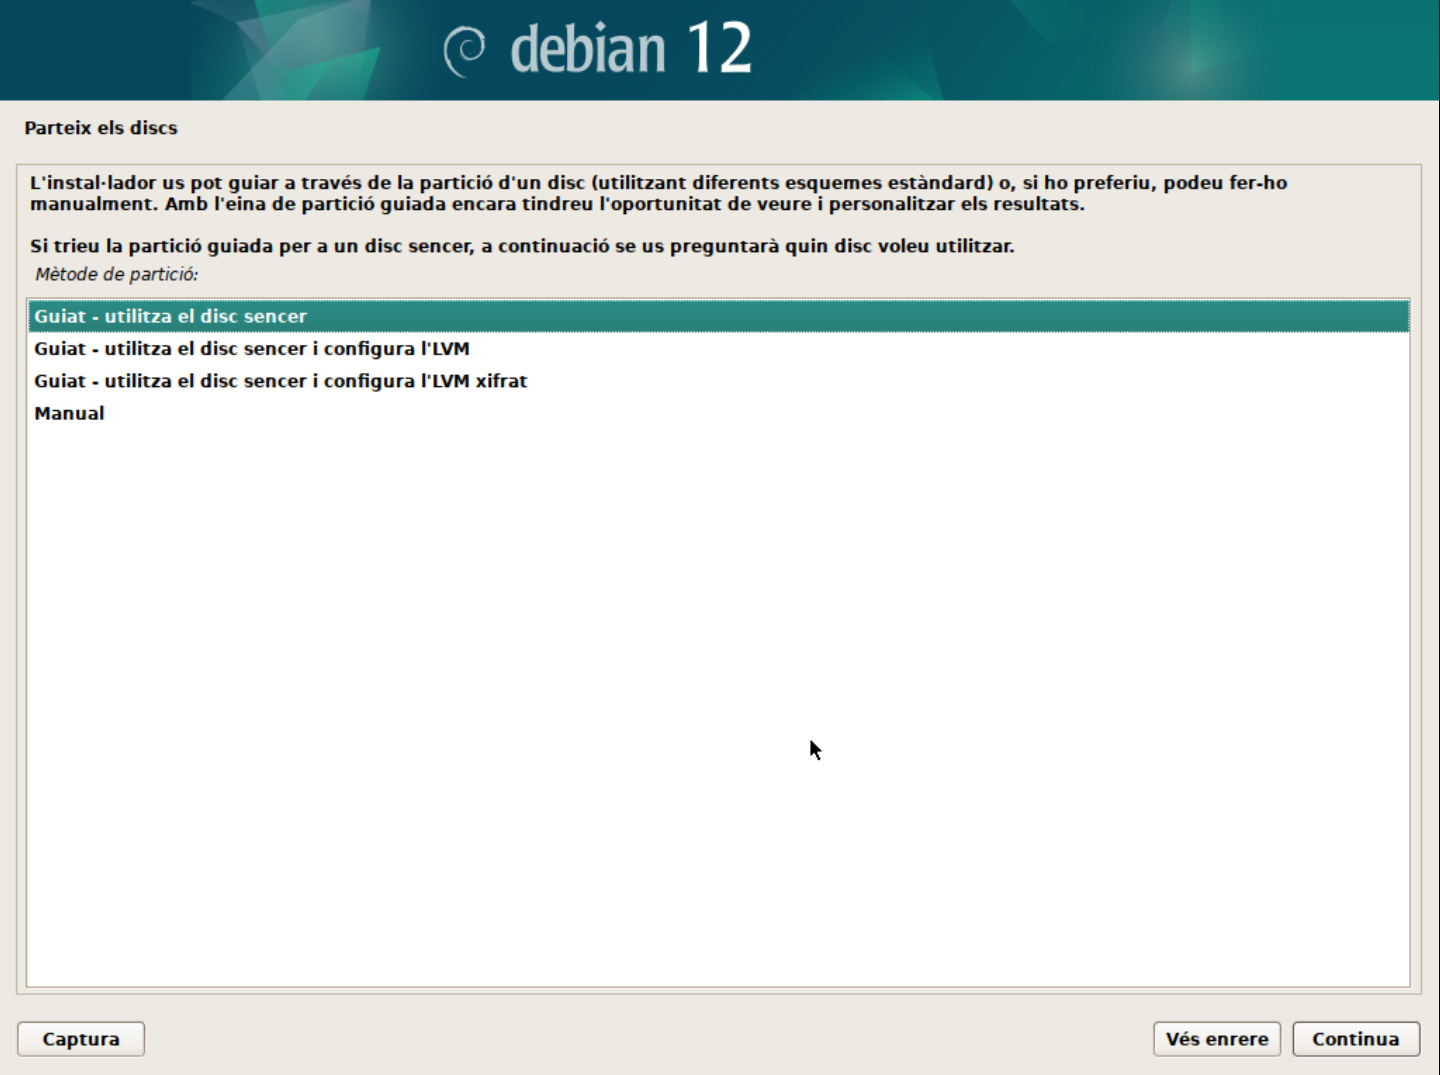 debian 12
Parteix els discs
L'instal·lador us pot guiar a través de la partició d'un disc (utilitzant diferents esquemes estàndard) o, si ho preferiu, podeu fer-ho
manualment. Amb l'eina de partició guiada encara tindreu l'oportunitat de veure i personalitzar els resultats.
Si trieu la partició guiada per a un disc sencer, a continuació se us preguntarà quin disc voleu utilitzar.
Mètode de partició:
Guiat - utilitza el disc sencer
Guiat - utilitza el disc sencer i configura l'LVM
Guiat - utilitza el disc sencer i configura l'LVM xifrat
Manual
Captura
Vés enrere
Continua